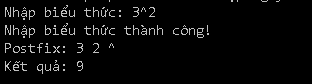 Nhập biểu thức: 3^2
Nhập biểu thức thành công!
Postfix: 3 2 ^
Kết quả: 9